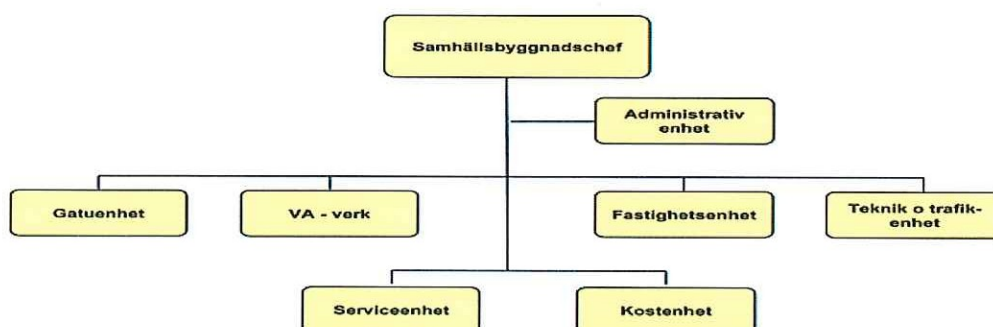 Samhällsbyggnadschef
Administrativ
enhet
Gatuenhet
VA - verk
Fastighetsenhet
Teknik o trafik-
enhet
Serviceenhet
Kostenhet